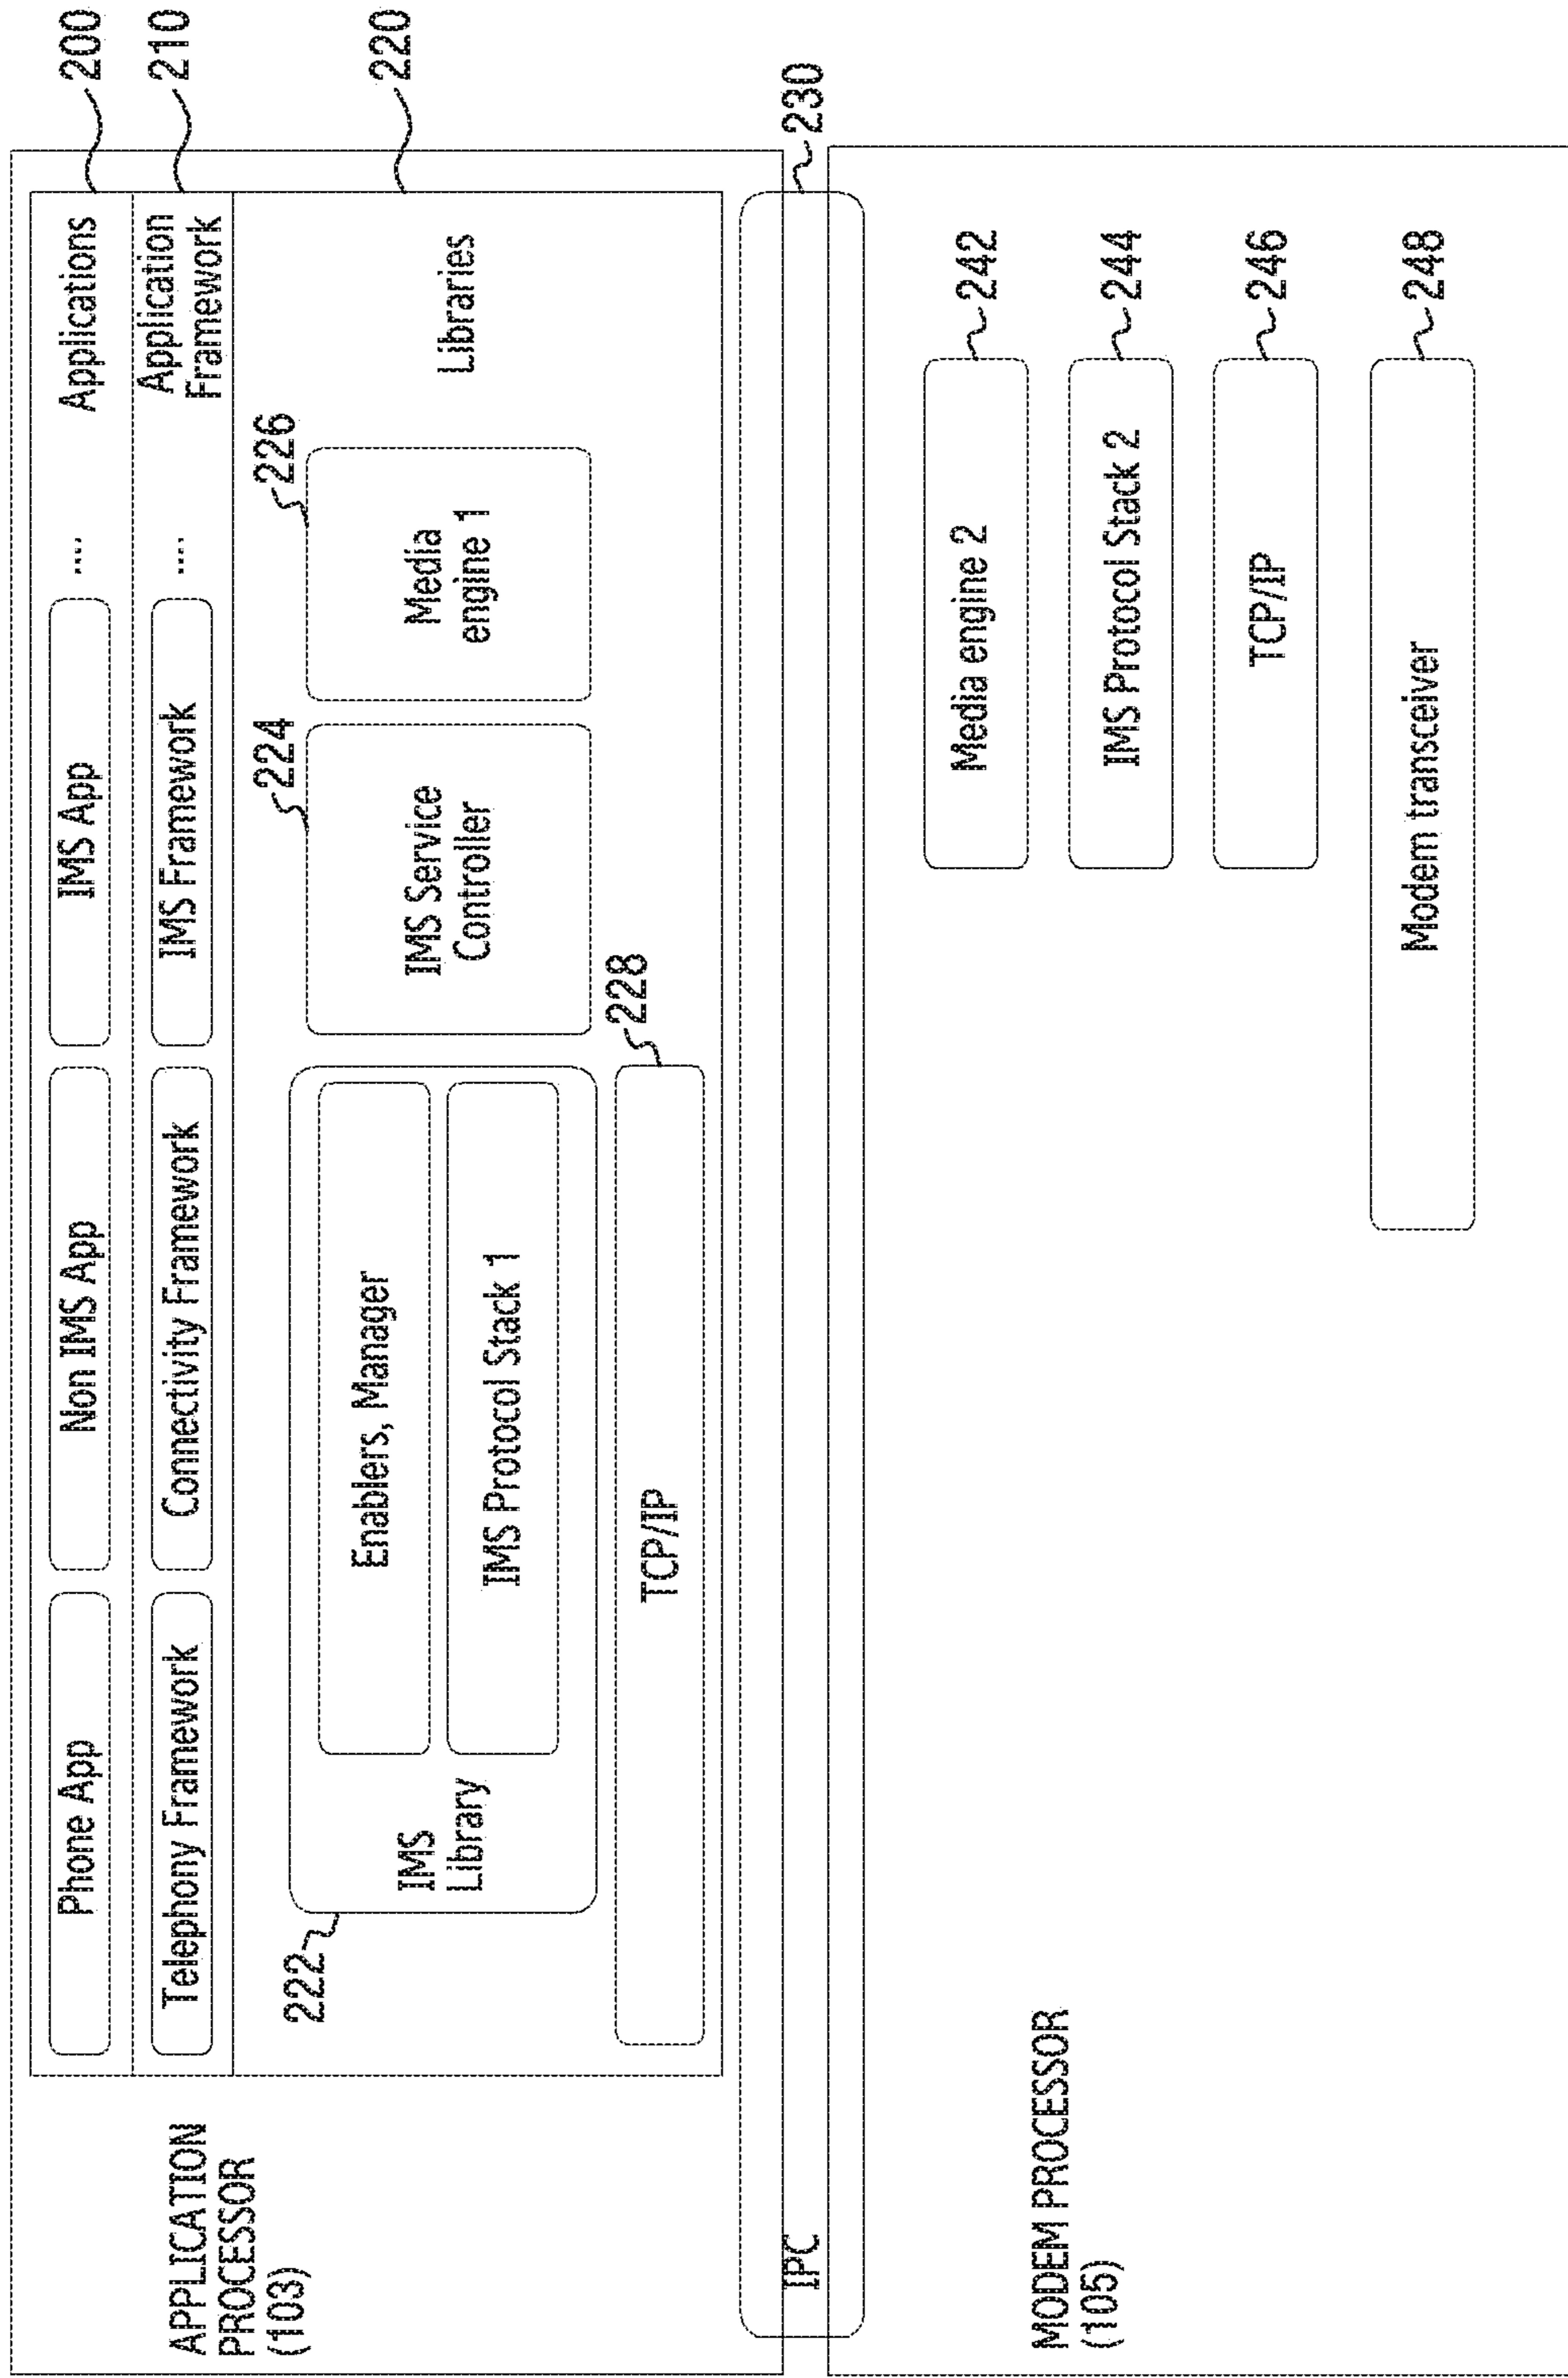 APPLICATION
PROCESSOR
(103)
Phone App
Non IMS App
IMS App
....
Applications
200
Telephony Framework
Connectivity Framework
IMS Framework
....
Application
Framework
210
222
IMS
Library
Enablers, Manager
IMS Protocol Stack 1
224
IMS Service
Controller
226
Media
engine 1
Libraries
220
TCP/IP
228
IPC
230
MODEM PROCESSOR
(105)
Media engine 2
242
IMS Protocol Stack 2
244
TCP/IP
246
Modem transceiver
248